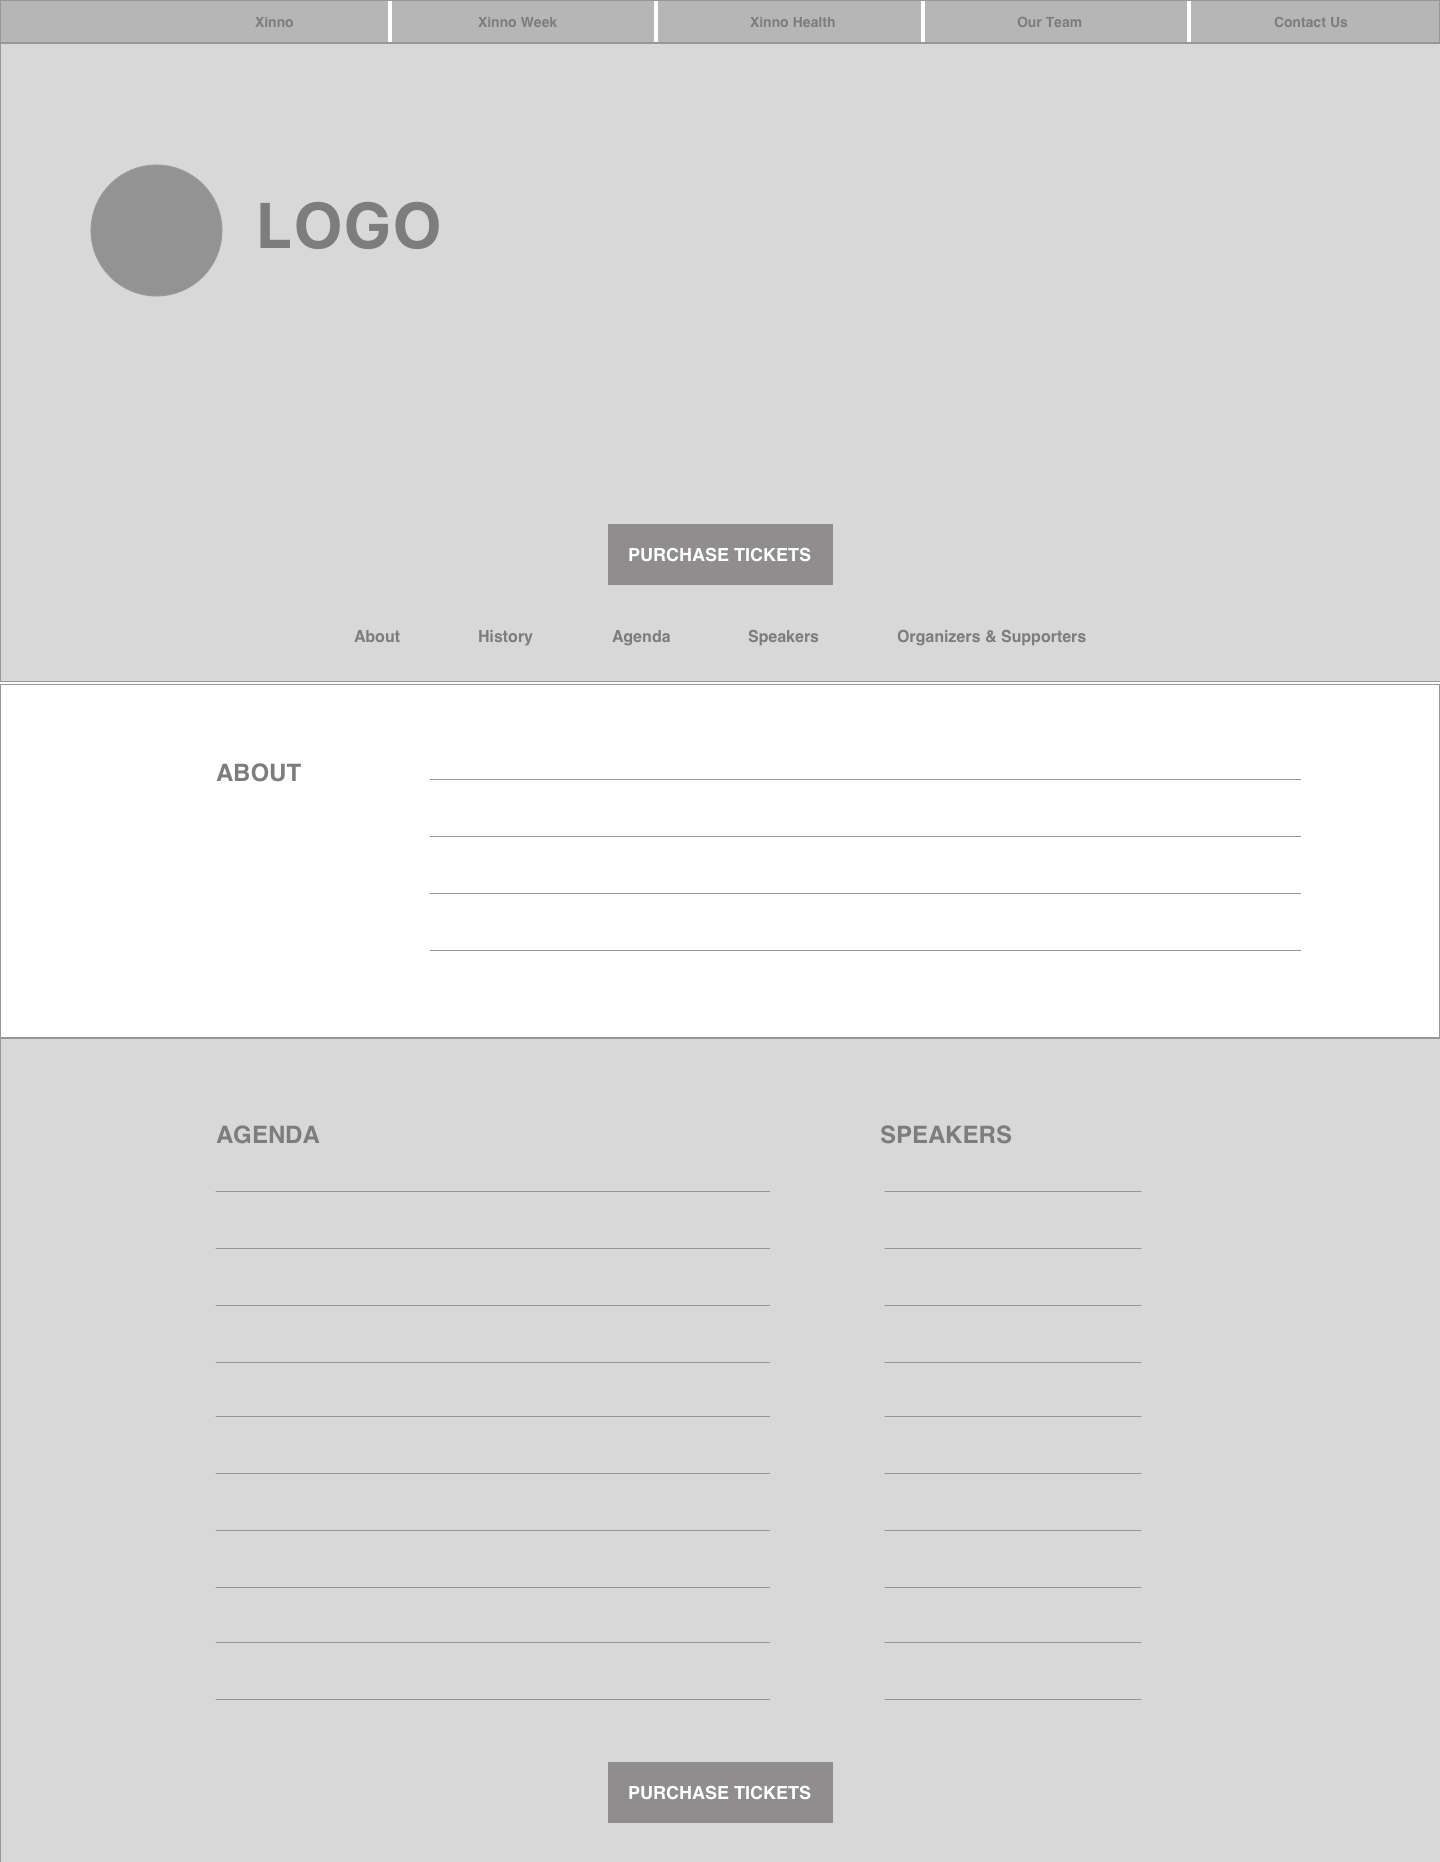 Xinno Xinno Week Xinno Health Our Team Contact Us
LOGO
PURCHASE TICKETS
About History Agenda Speakers Organizers & Supporters
ABOUT
AGENDA SPEAKERS
PURCHASE TICKETS